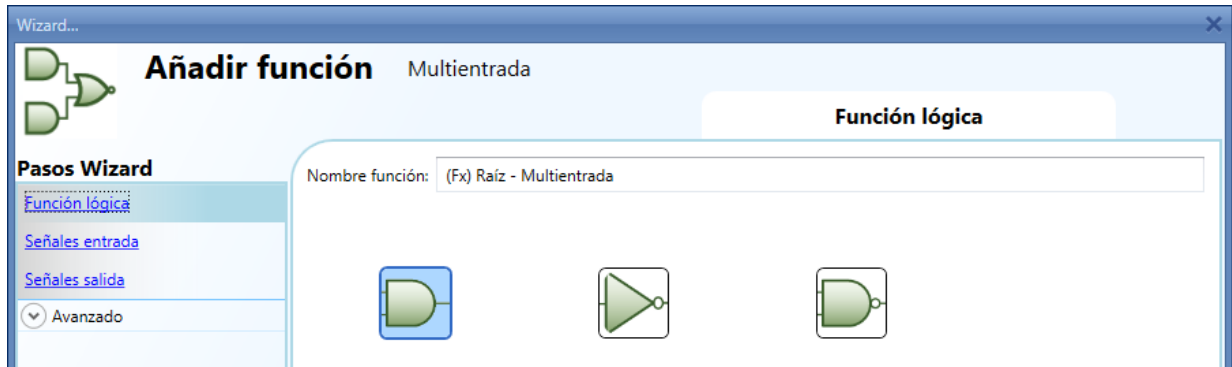 Wizard...
Añadir función Multientrada
Función lógica
Pasos Wizard
Función lógica
Señales entrada
Señales salida
Avanzado
Nombre función: (Fx) Raíz - Multientrada